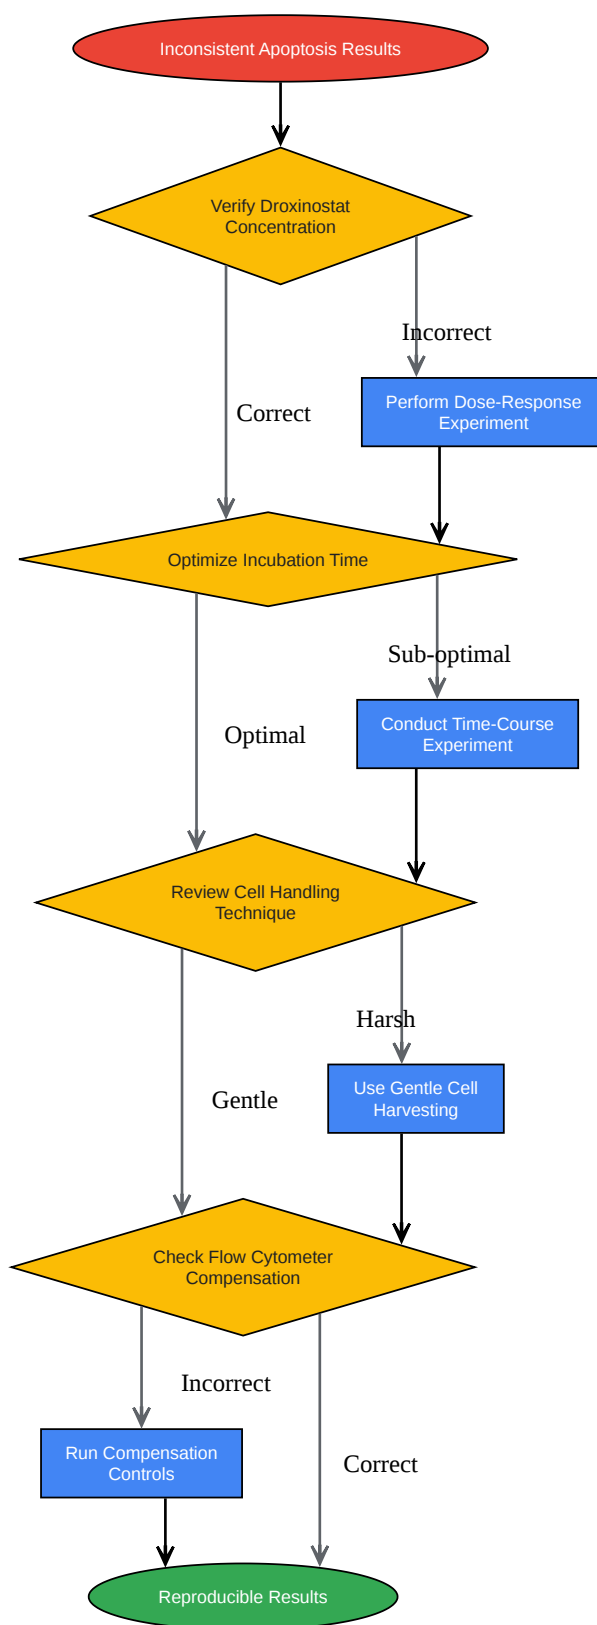 Inconsistent Apoptosis Results
Verify Droxinostat
Concentration
Incorrect
Perform Dose-Response
Experiment
Correct
Optimize Incubation Time
Sub-optimal
Conduct Time-Course
Experiment
Optimal
Review Cell Handling
Technique
Harsh
Use Gentle Cell
Harvesting
Gentle
Check Flow Cytometer
Compensation
Incorrect
Run Compensation
Controls
Correct
Reproducible Results